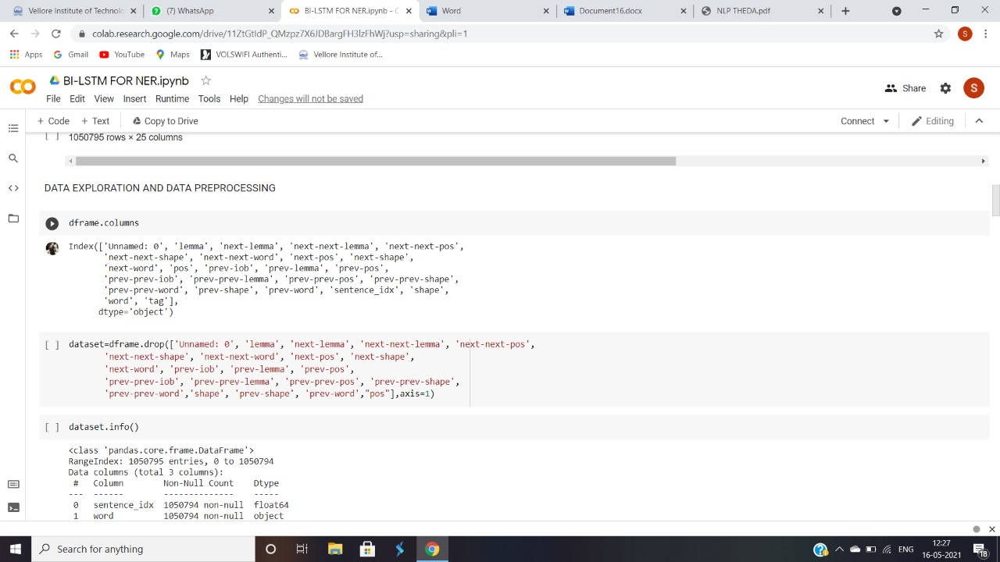 Vellore Institute of Technolo
(7) WhatsApp
BI-LSTM FOR NER.ipynb - C
Word
Document16.docx
NLP THEDA.pdf
colab.research.google.com/drive/11ZtGtIdP_QMzpz7X6JDBargFH3lzFhWj?usp=sharing&pli=1
S
Apps
Gmail
YouTube
Maps
VOLSWIFI Authenti...
Vellore Institute of...
BI-LSTM FOR NER.ipynb
Share
S
File Edit View Insert Runtime Tools Help Changes will not be saved
+ Code + Text Copy to Drive
Connect
Editing
[ ] 1050795 rows × 25 columns
DATA EXPLORATION AND DATA PREPROCESSING
dframe.columns
Index(['Unnamed: 0', 'lemma', 'next-lemma', 'next-next-lemma', 'next-next-pos',
'next-next-shape', 'next-next-word', 'next-pos', 'next-shape',
'next-word', 'pos', 'prev-iob', 'prev-lemma', 'prev-pos',
'prev-prev-iob', 'prev-prev-lemma', 'prev-prev-pos', 'prev-prev-shape',
'prev-prev-word', 'prev-shape', 'prev-word', 'sentence_idx', 'shape',
'word', 'tag'],
dtype='object')
[ ] dataset=dframe.drop(['Unnamed: 0', 'lemma', 'next-lemma', 'next-next-lemma', 'next-next-pos',
'next-next-shape', 'next-next-word', 'next-pos', 'next-shape',
'next-word', 'prev-iob', 'prev-lemma', 'prev-pos',
'prev-prev-iob', 'prev-prev-lemma', 'prev-prev-pos', 'prev-prev-shape',
'prev-prev-word','shape', 'prev-shape', 'prev-word',"pos"],axis=1)
[ ] dataset.info()
<class 'pandas.core.frame.DataFrame'>
RangeIndex: 1050795 entries, 0 to 1050794
Data columns (total 3 columns):
# Column Non-Null Count Dtype
--- ------ -------------- -----
0 sentence_idx 1050794 non-null float64
1 word 1050794 non-null object
Search for anything
ENG
12:27
16-05-2021
18